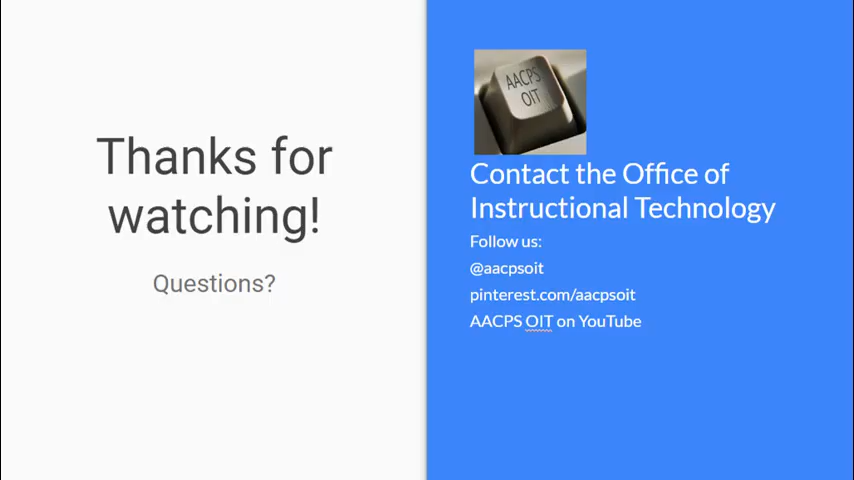 Thanks for
watching!
Questions?
AACPS
OIT
Contact the Office of
Instructional Technology
Follow us:
@aacpsoit
pinterest.com/aacpsoit
AACPS OIT on YouTube